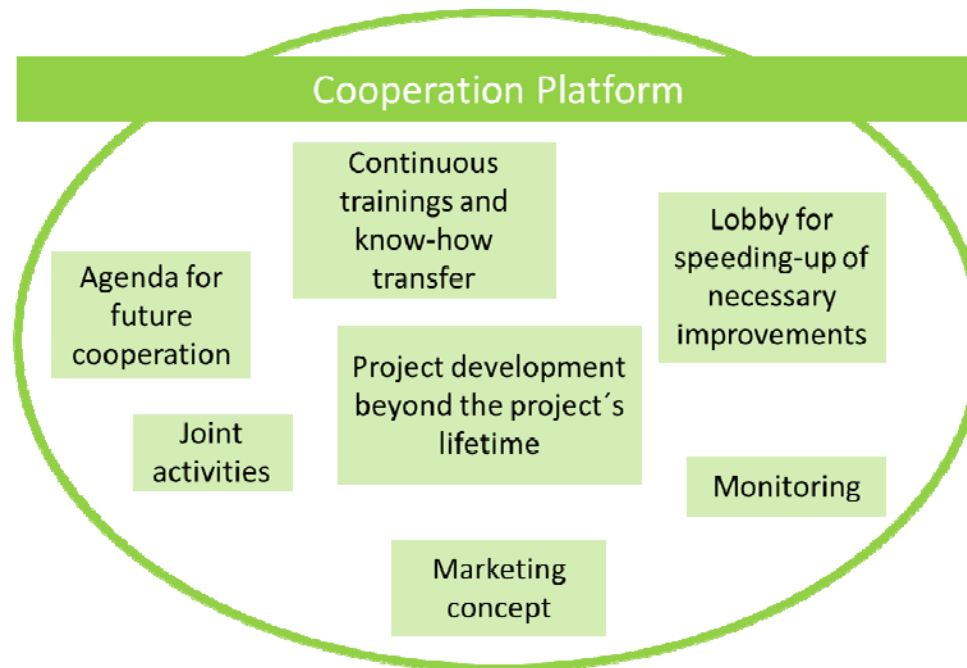 Cooperation Platform
Continuous
trainings and
know-how
transfer
Lobby for
speeding-up of
necessary
improvements
Agenda for
future
cooperation
Project development
beyond the project´s
lifetime
Joint
activities
Monitoring
Marketing
concept